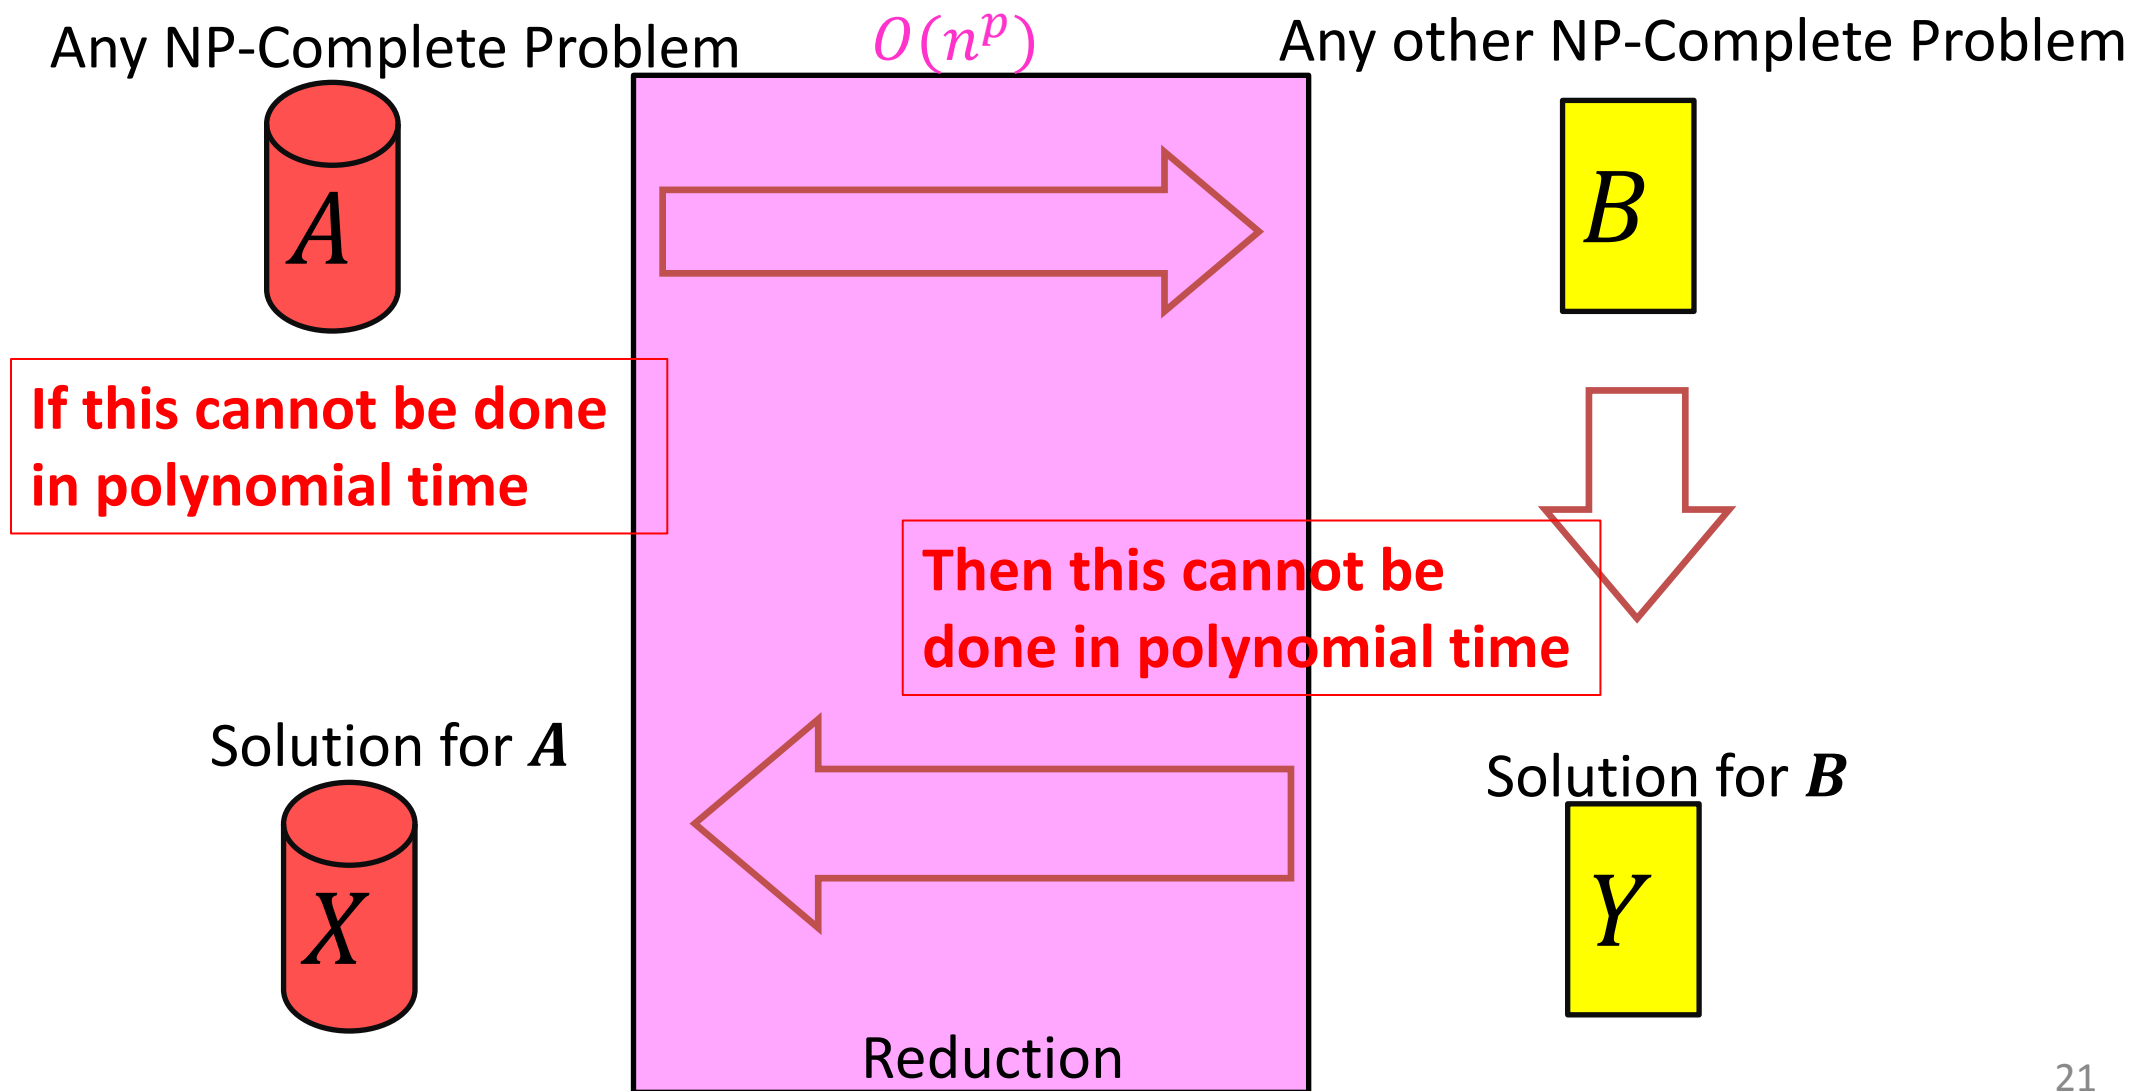 Any NP-Complete Problem
O(n^p)
Any other NP-Complete Problem
A
B
If this cannot be done
in polynomial time
Then this cannot be
done in polynomial time
Solution for A
Solution for B
X
Y
Reduction
21